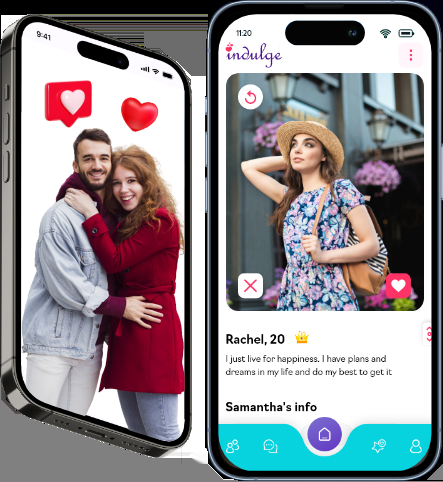 9:41
11:20
indulge
Rachel, 20
I just live for happiness. I have plans and
dreams in my life and do my best to get it
Samantha's info